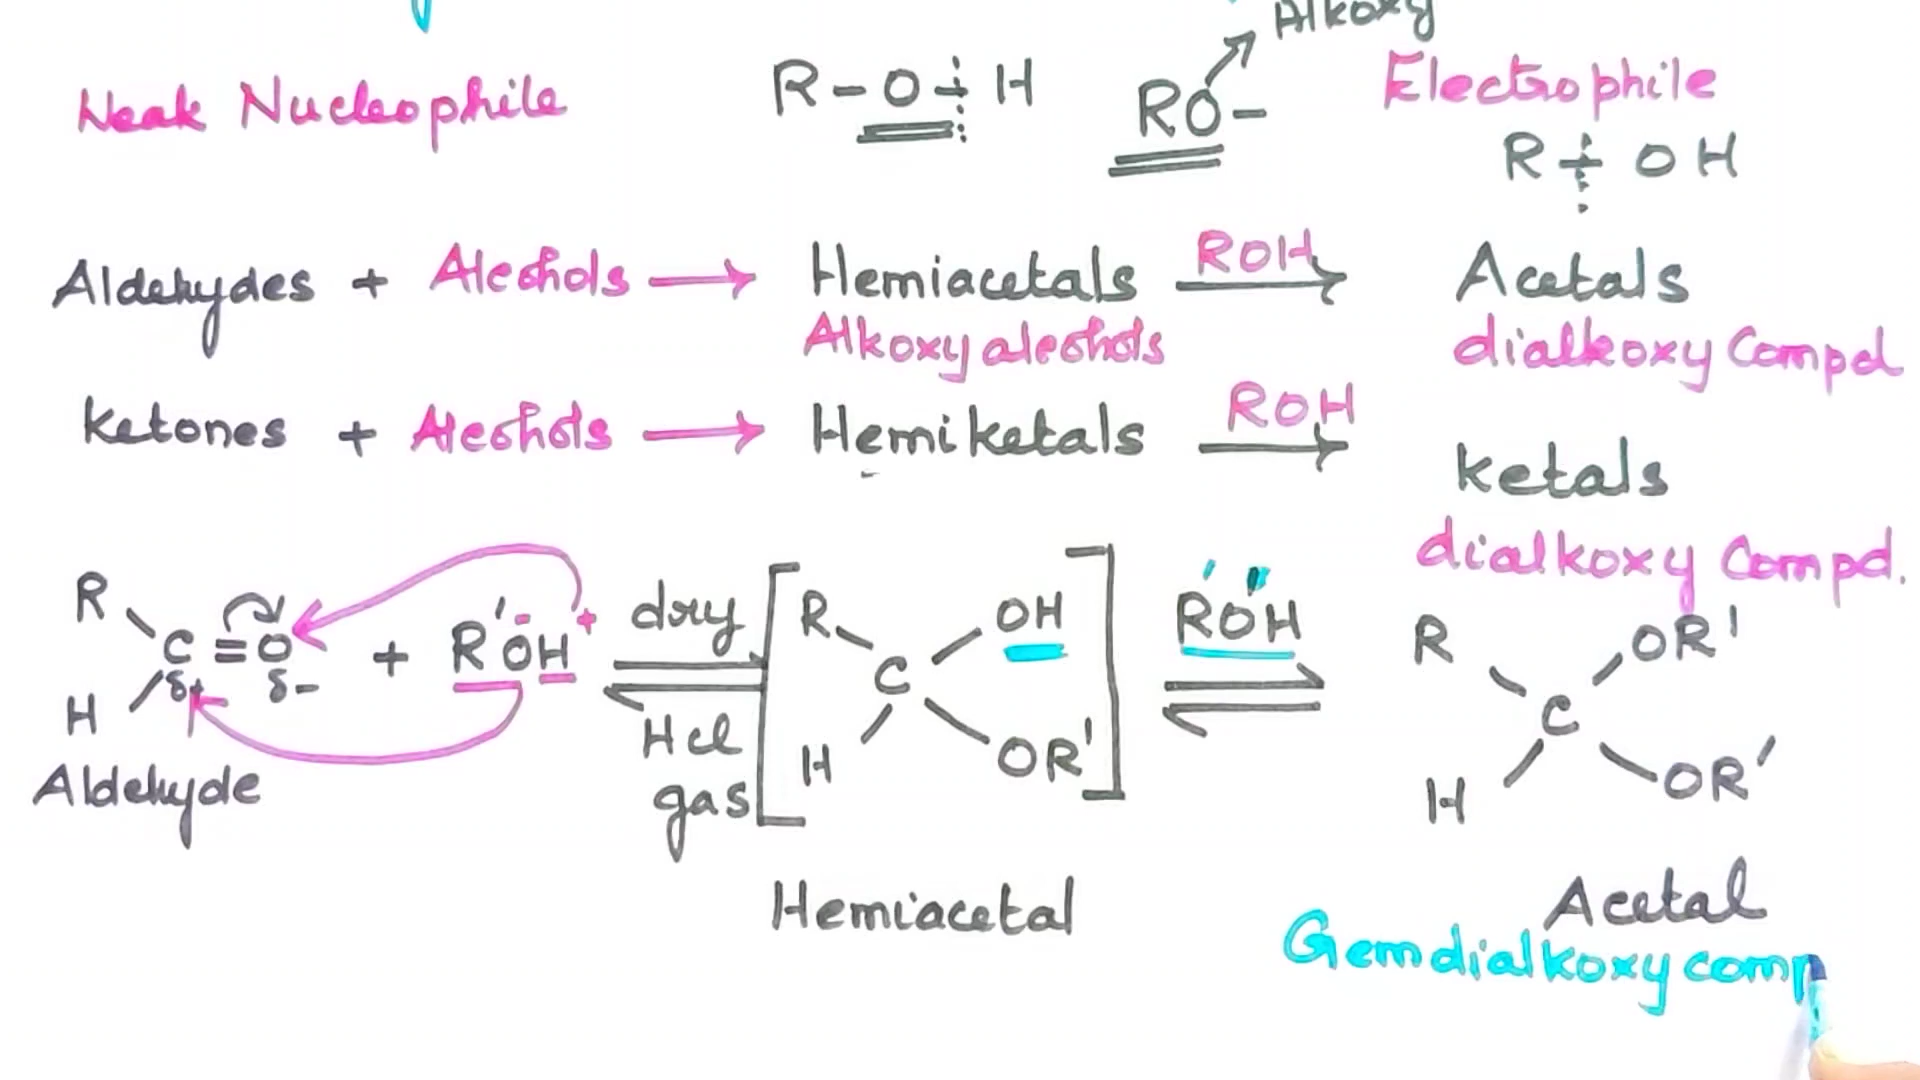 Alkoxy
Weak Nucleophile R-O-H RO- Electrophile
R-OH
Aldehydes + Alcohols → Hemiacetals ROH → Acetals
Alkoxy alcohols dialkoxy Compd
Ketones + Alcohols → Hemiketals ROH → ketals
dialkoxy Compd.
R H C=O δ+ δ- + R'OH - + dry HCl gas ⇌ [R H C OH OR'] R'OH ⇌ R H C OR' OR'
Aldehyde
Hemiacetal Acetal
Gemdialkoxy comp